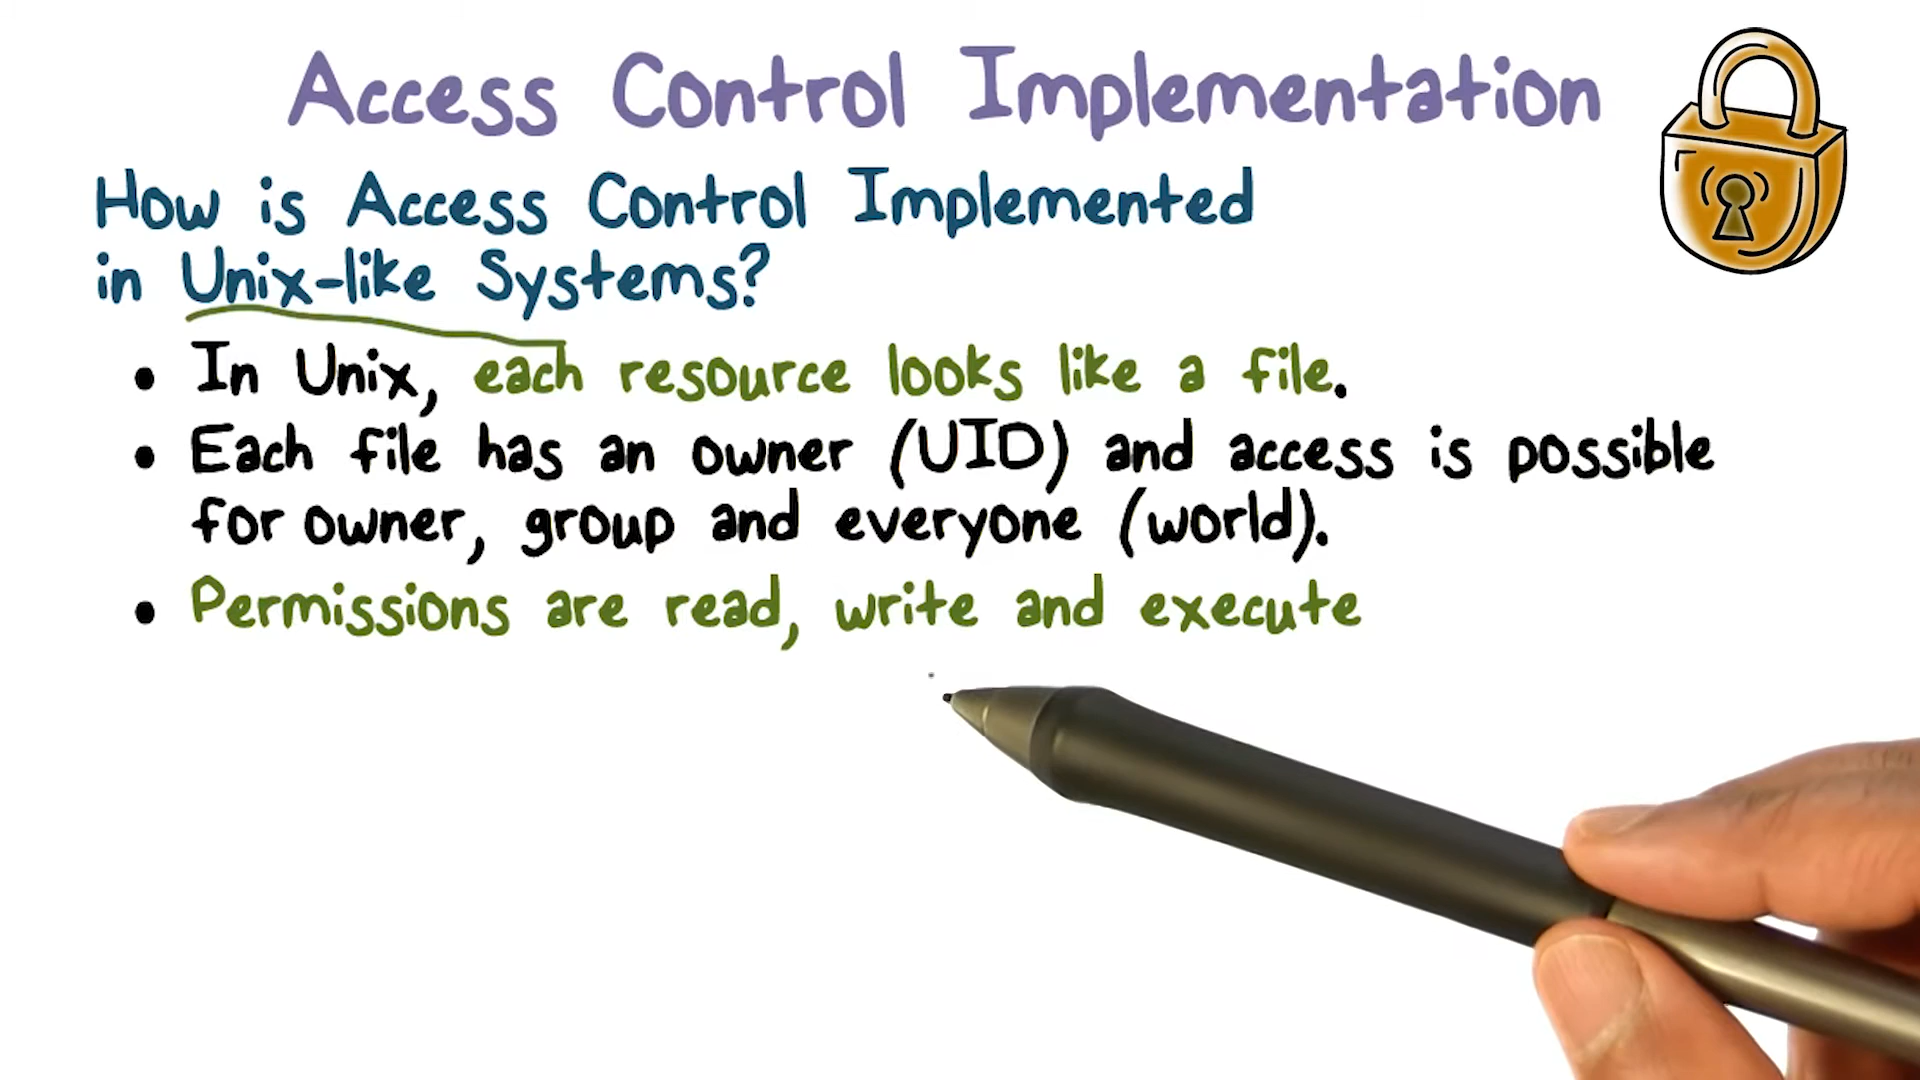 Access Control Implementation
How is Access Control Implemented
in Unix-like Systems?
• In Unix, each resource looks like a file.
• Each file has an owner (UID) and access is possible
for owner, group and everyone (world).
• Permissions are read, write and execute